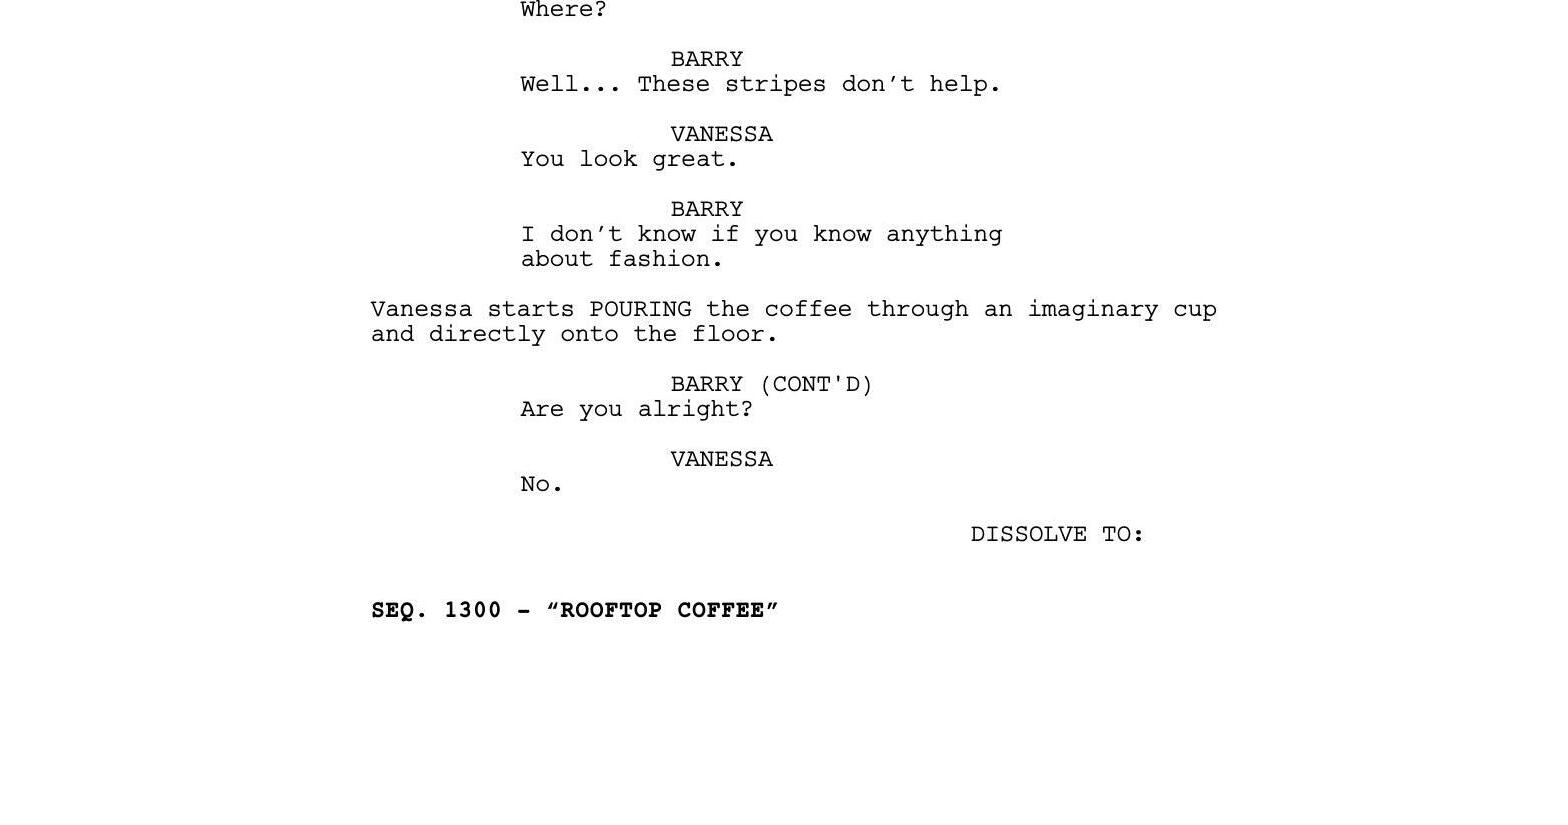 Where?
BARRY
Well... These stripes don’t help.
VANESSA
You look great.
BARRY
I don’t know if you know anything
about fashion.
Vanessa starts POURING the coffee through an imaginary cup
and directly onto the floor.
BARRY (CONT'D)
Are you alright?
VANESSA
No.
DISSOLVE TO:
SEQ. 1300 - “ROOFTOP COFFEE”